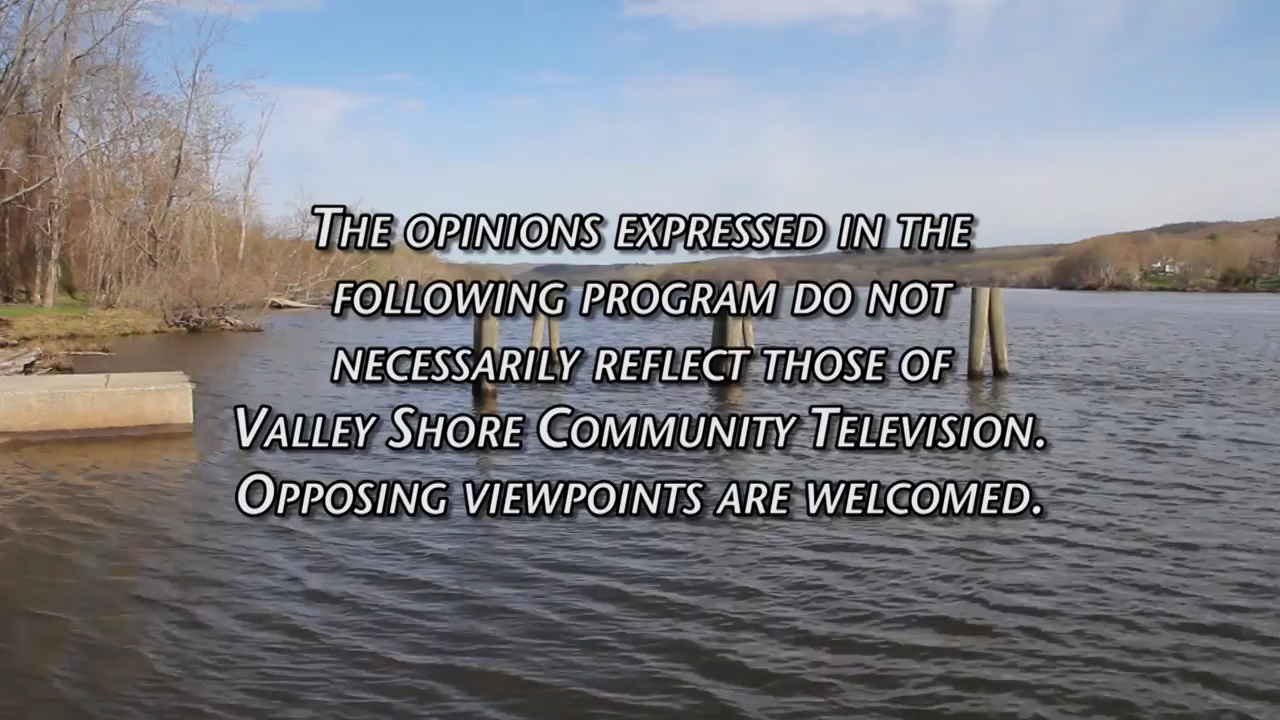 The opinions expressed in the
following program do not
necessarily reflect those of
Valley Shore Community Television.
Opposing viewpoints are welcomed.